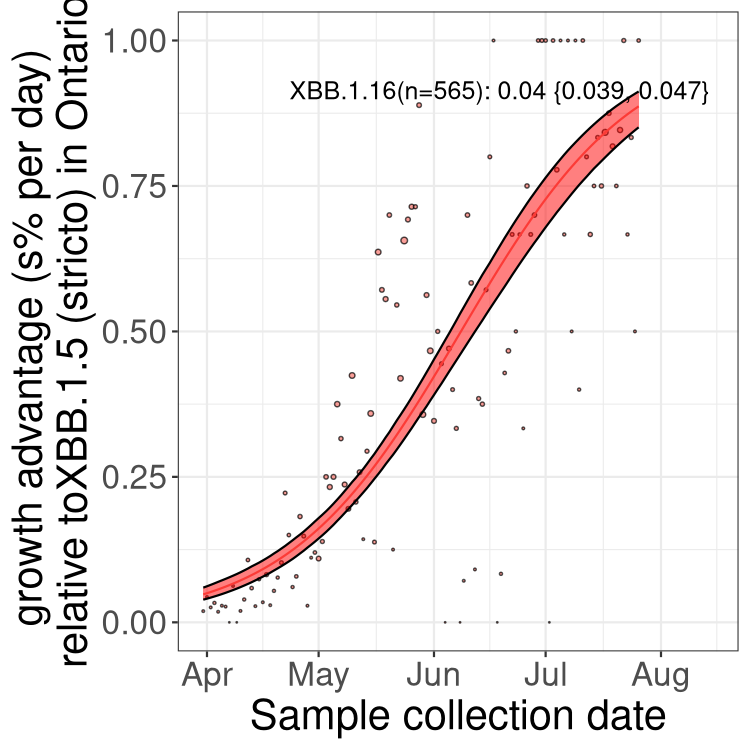 growth advantage (s% per day)
relative toXBB.1.5 (stricto) in Ontario
1.00
0.75
0.50
0.25
0.00
XBB.1.16(n=565): 0.04 {0.039, 0.047}
Apr May Jun Jul Aug
Sample collection date